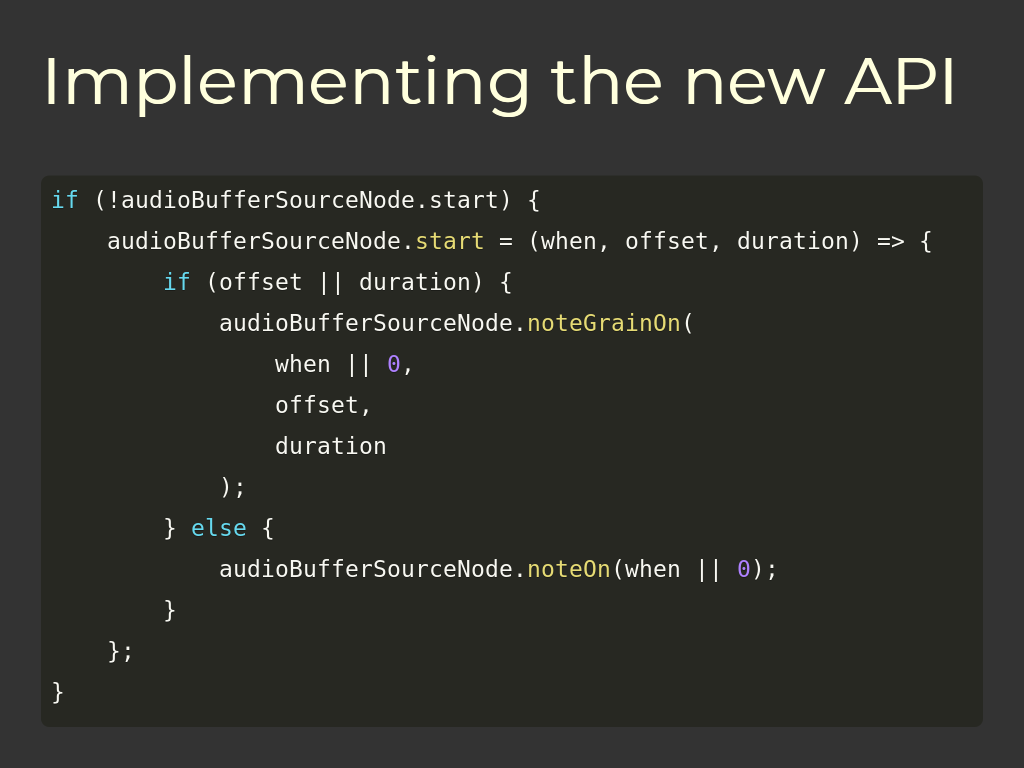 Implementing the new API
if (!audioBufferSourceNode.start) {
    audioBufferSourceNode.start = (when, offset, duration) => {
        if (offset || duration) {
            audioBufferSourceNode.noteGrainOn(
                when || 0,
                offset,
                duration
            );
        } else {
            audioBufferSourceNode.noteOn(when || 0);
        }
    };
}